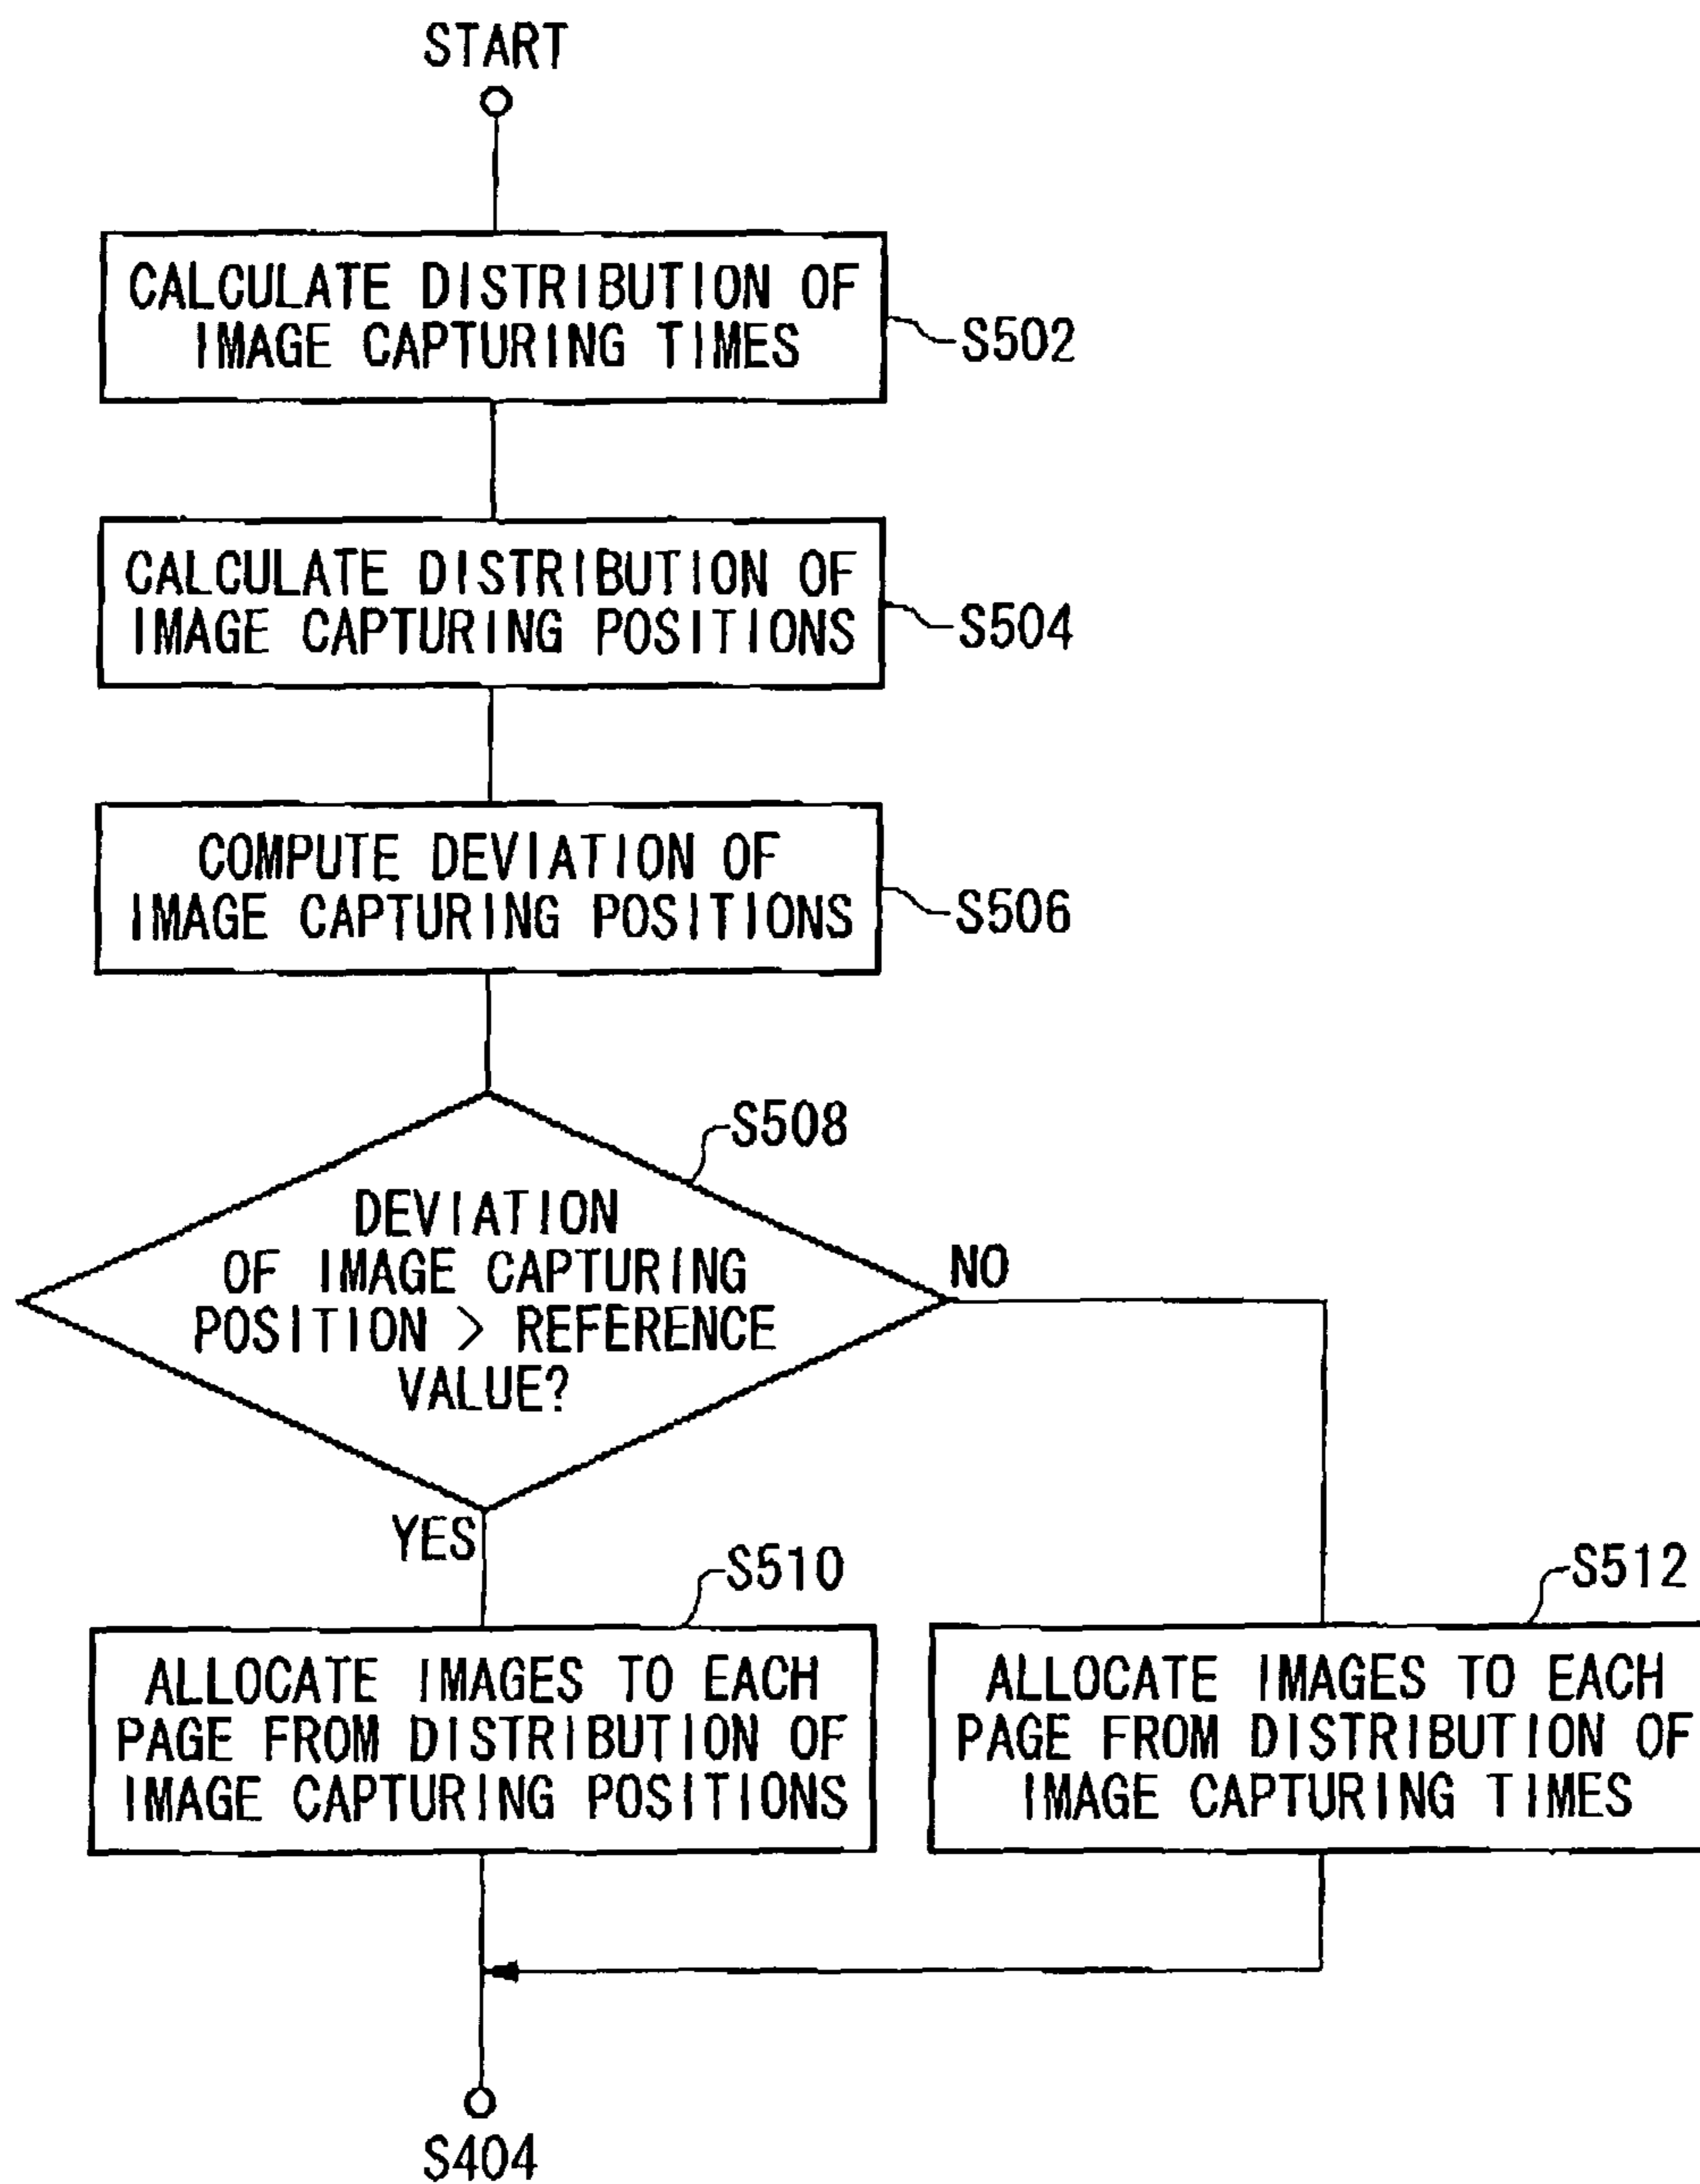 START
CALCULATE DISTRIBUTION OF
IMAGE CAPTURING TIMES
S502
CALCULATE DISTRIBUTION OF
IMAGE CAPTURING POSITIONS
S504
COMPUTE DEVIATION OF
IMAGE CAPTURING POSITIONS
S506
S508
DEVIATION
OF IMAGE CAPTURING
POSITION > REFERENCE
VALUE?
NO
YES
S510
ALLOCATE IMAGES TO EACH
PAGE FROM DISTRIBUTION OF
IMAGE CAPTURING POSITIONS
S512
ALLOCATE IMAGES TO EACH
PAGE FROM DISTRIBUTION OF
IMAGE CAPTURING TIMES
S404